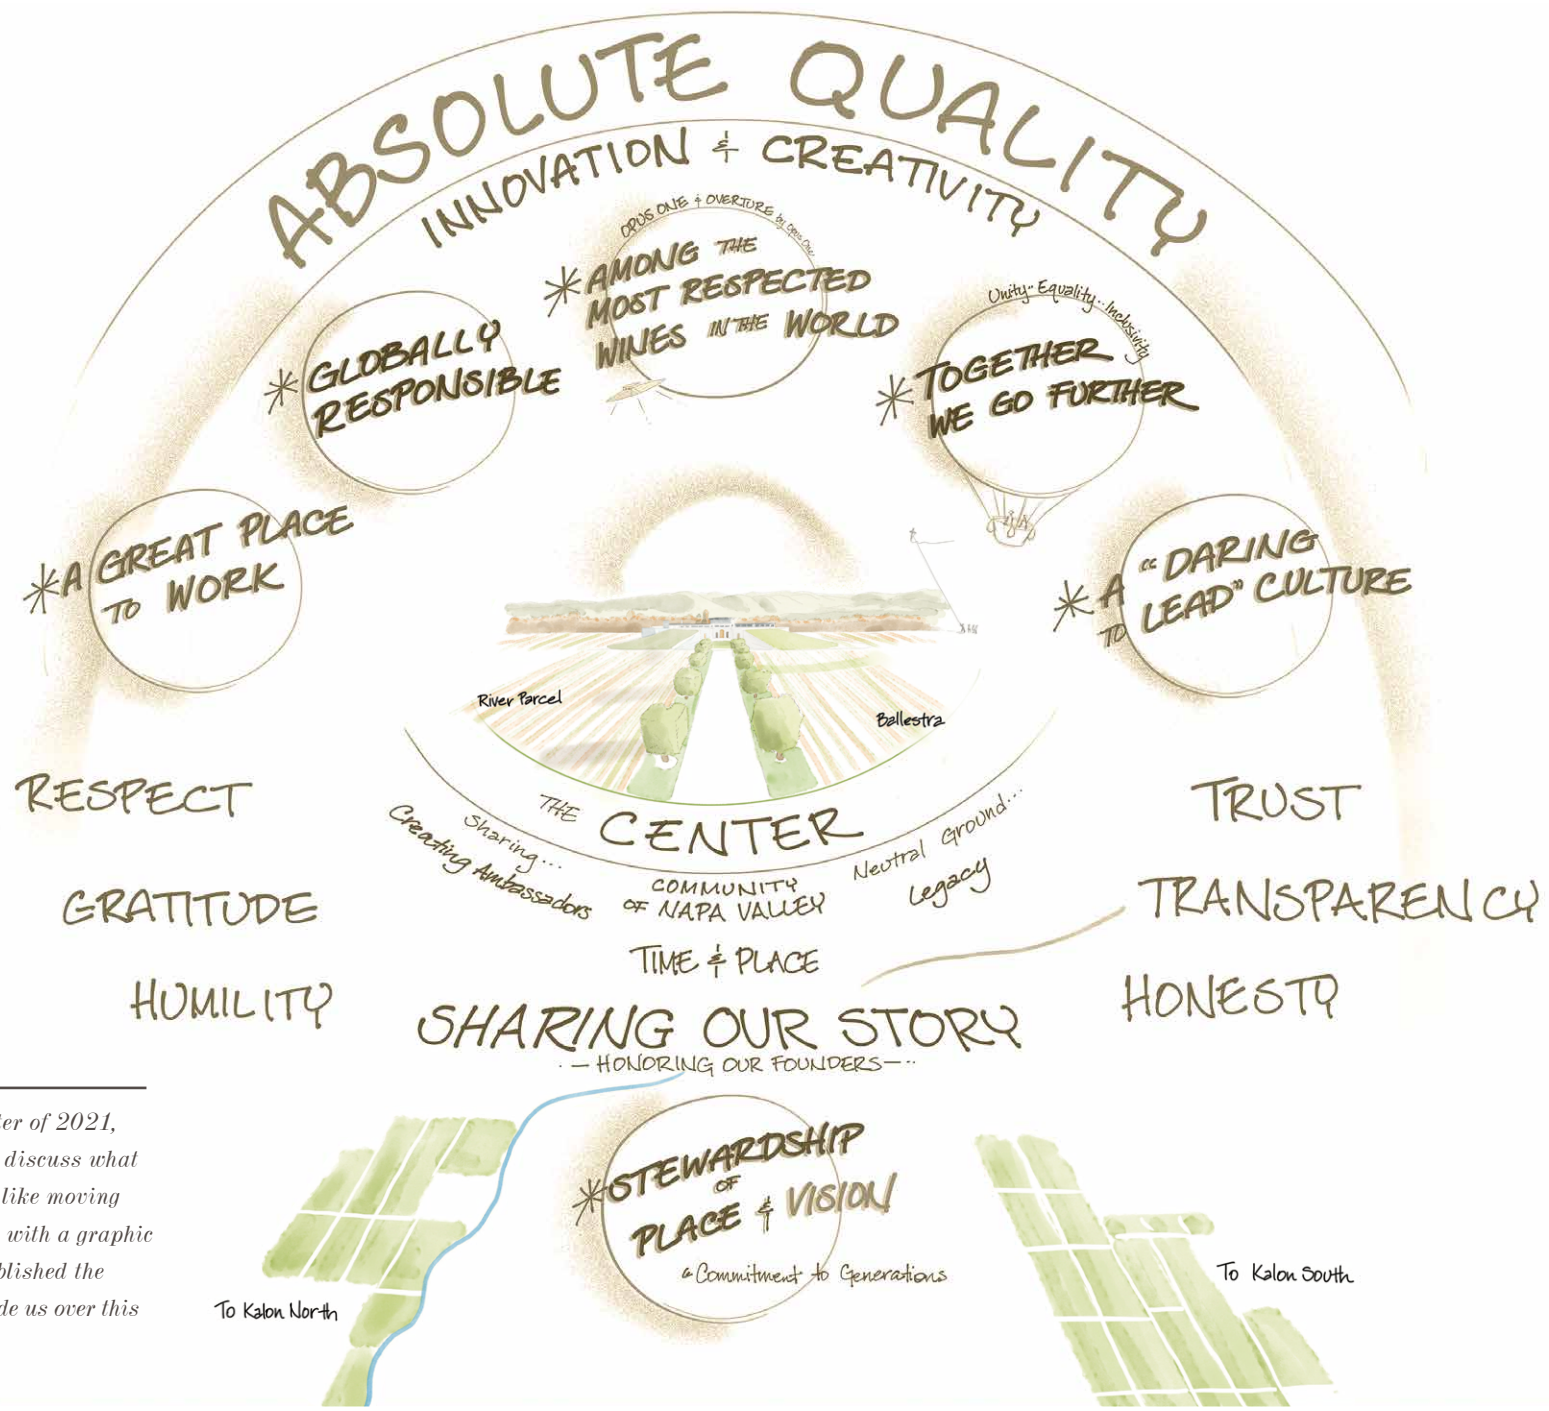 ABSOLUTE QUALITY
INNOVATION & CREATIVITY
OPUS ONE & OVERTURE by Opus One
* AMONG THE
MOST RESPECTED
WINES IN THE WORLD
* GLOBALLY
RESPONSIBLE
Unity·· Equality·· Inclusivity
* TOGETHER
WE GO FURTHER
* A GREAT PLACE
TO WORK
* A "DARING
TO LEAD" CULTURE
River Parcel
Ballestra
THE CENTER
Sharing...
Creating Ambassadors
Neutral Ground...
Legacy
COMMUNITY
OF NAPA VALLEY
TIME & PLACE
RESPECT
GRATITUDE
HUMILITY
TRUST
TRANSPARENCY
HONESTY
SHARING OUR STORY
·— HONORING OUR FOUNDERS—··
* STEWARDSHIP
OF
PLACE & VISION
a Commitment to Generations
To Kalon North
To Kalon South
ter of 2021,
discuss what
like moving
with a graphic
blished the
de us over this